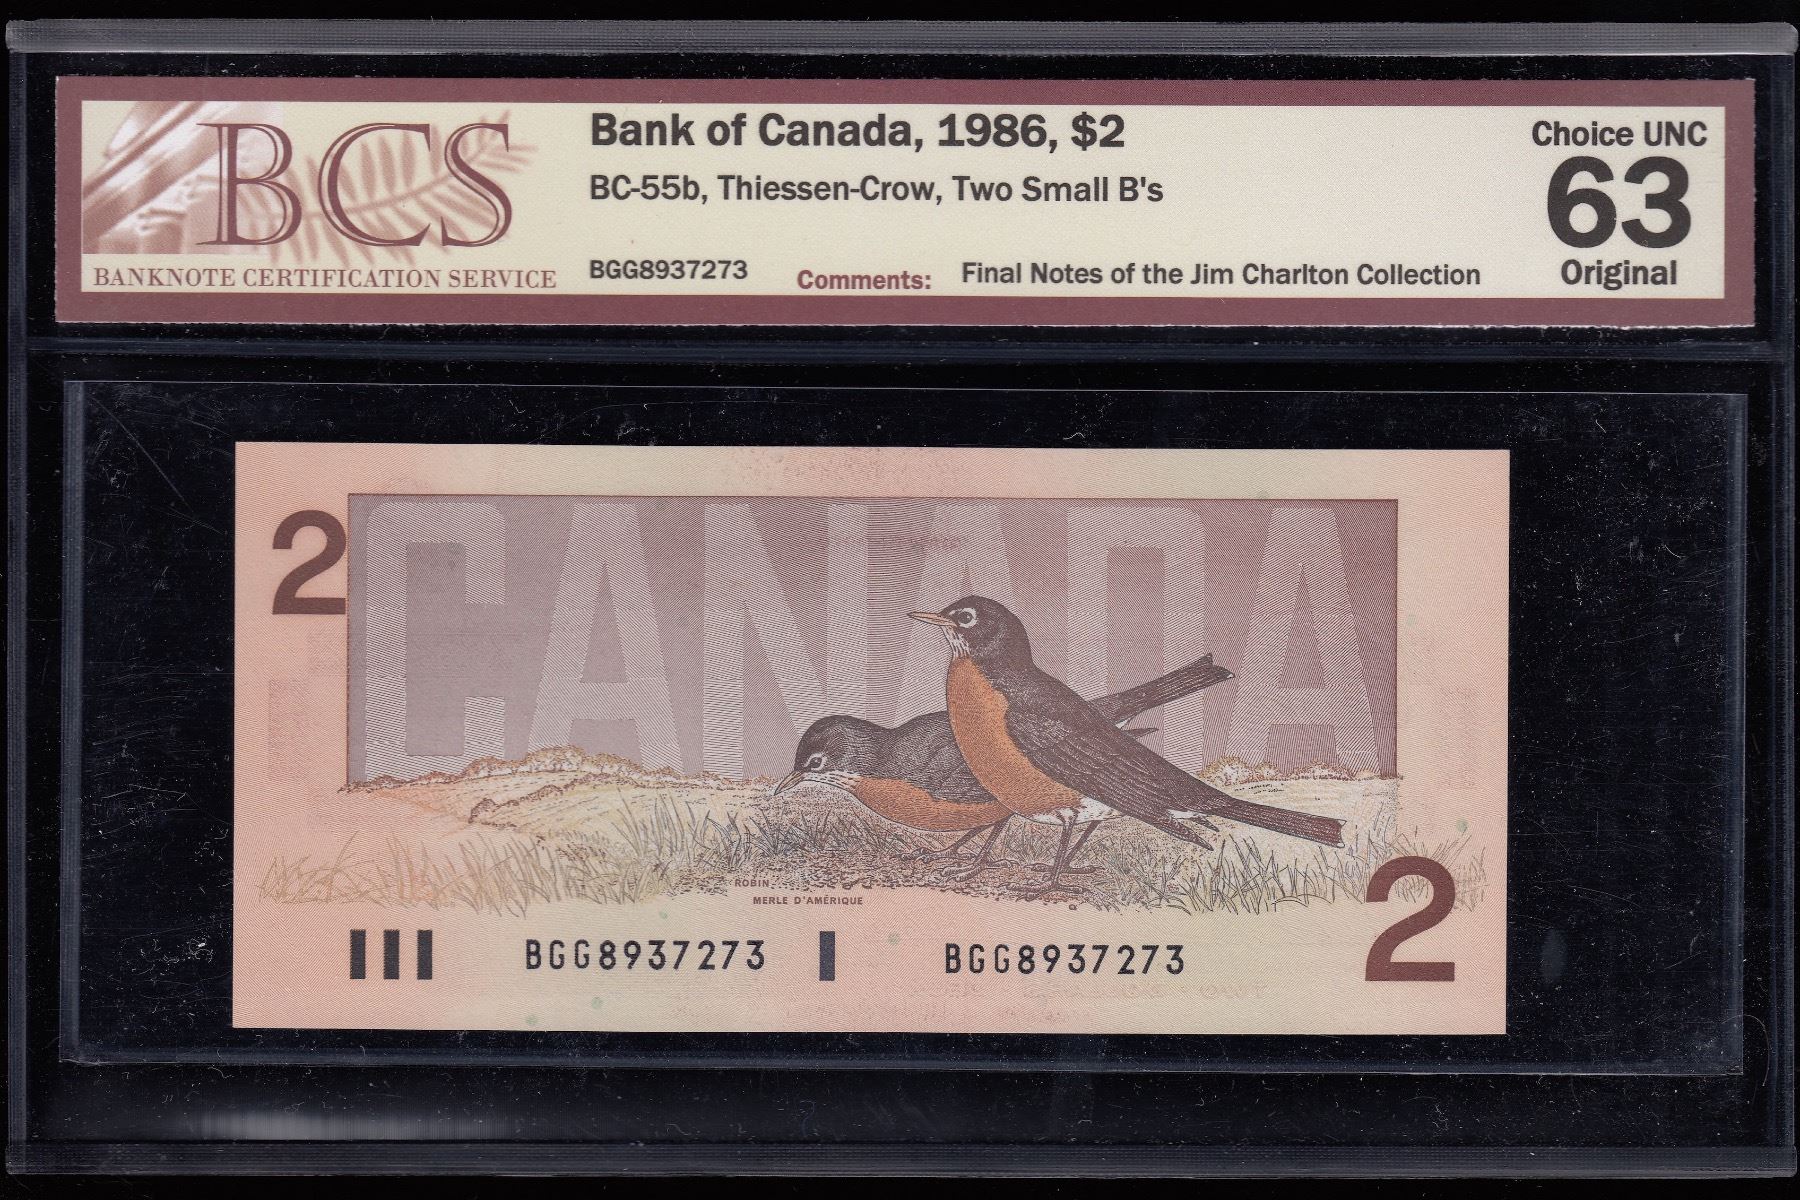 BCS
BANKNOTE CERTIFICATION SERVICE
Bank of Canada, 1986, $2
BC-55b, Thiessen-Crow, Two Small B's
BGG8937273
Comments: Final Notes of the Jim Charlton Collection
Choice UNC
63
Original
2
CANADA
ROBIN
MERLE D'AMÉRIQUE
BGG8937273 BGG8937273
2